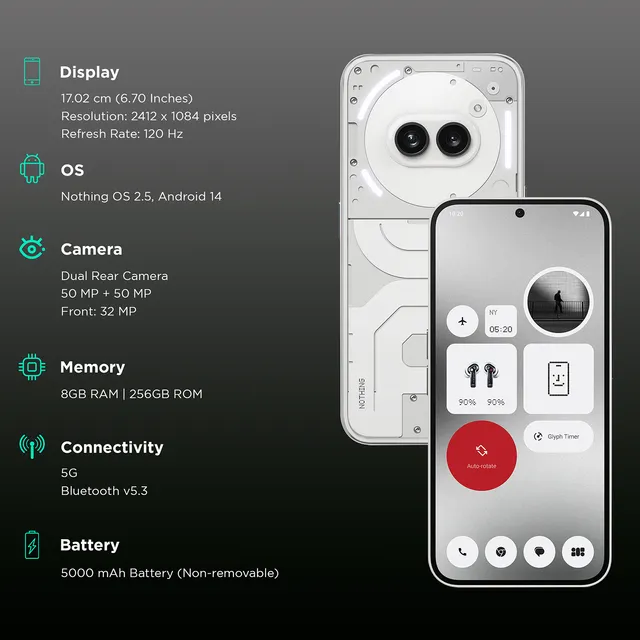 Display
17.02 cm (6.70 Inches)
Resolution: 2412 x 1084 pixels
Refresh Rate: 120 Hz
OS
Nothing OS 2.5, Android 14
Camera
Dual Rear Camera
50 MP + 50 MP
Front: 32 MP
Memory
8GB RAM | 256GB ROM
Connectivity
5G
Bluetooth v5.3
Battery
5000 mAh Battery (Non-removable)
NOTHING
NY
05:20
90% 90%
Glyph Timer
Auto-rotate